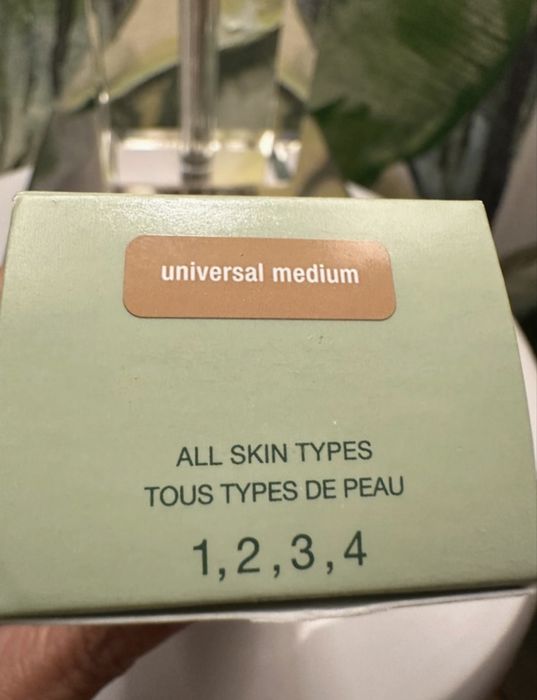 universal medium
ALL SKIN TYPES
TOUS TYPES DE PEAU
1,2,3,4